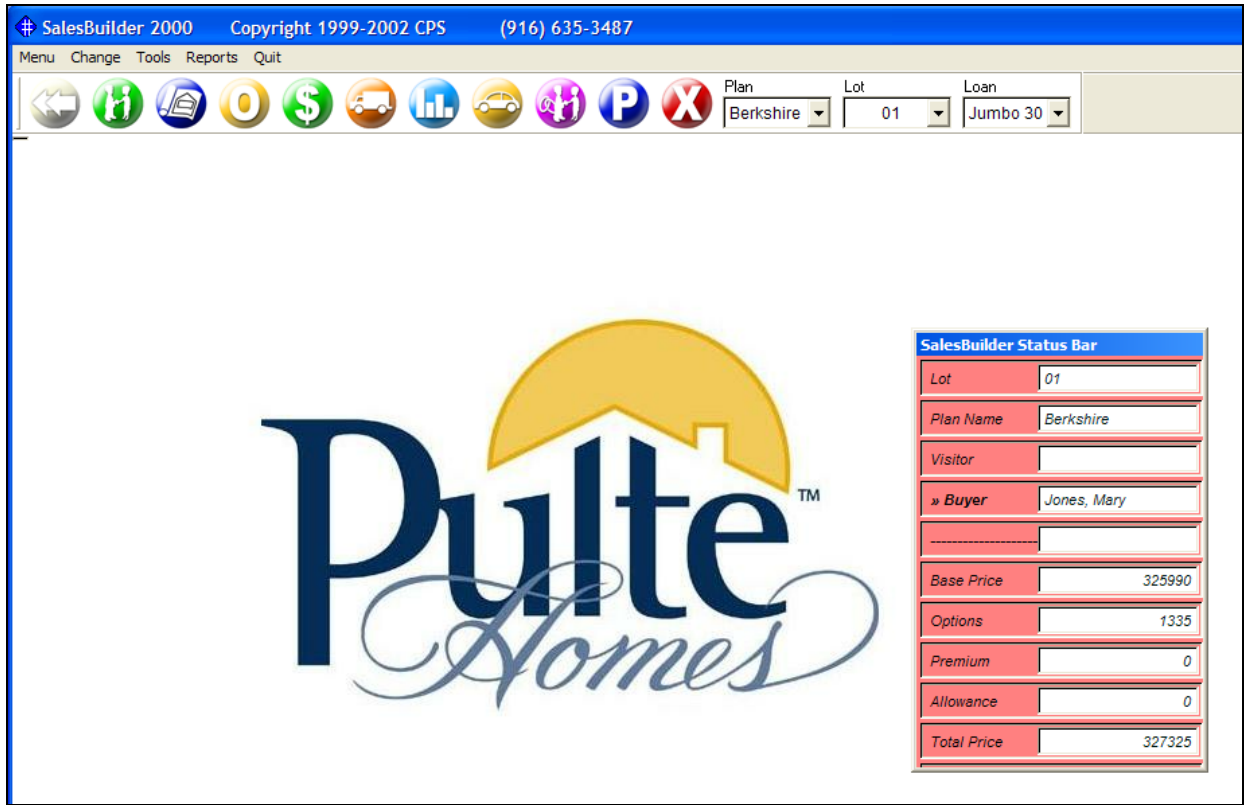 SalesBuilder 2000 Copyright 1999-2002 CPS (916) 635-3487
Menu Change Tools Reports Quit
Plan Lot Loan
O $ P X Berkshire 01 Jumbo 30
Pulte™
Homes
SalesBuilder Status Bar
Lot 01
Plan Name Berkshire
Visitor
» Buyer Jones, Mary
--------------------
Base Price 325990
Options 1335
Premium 0
Allowance 0
Total Price 327325